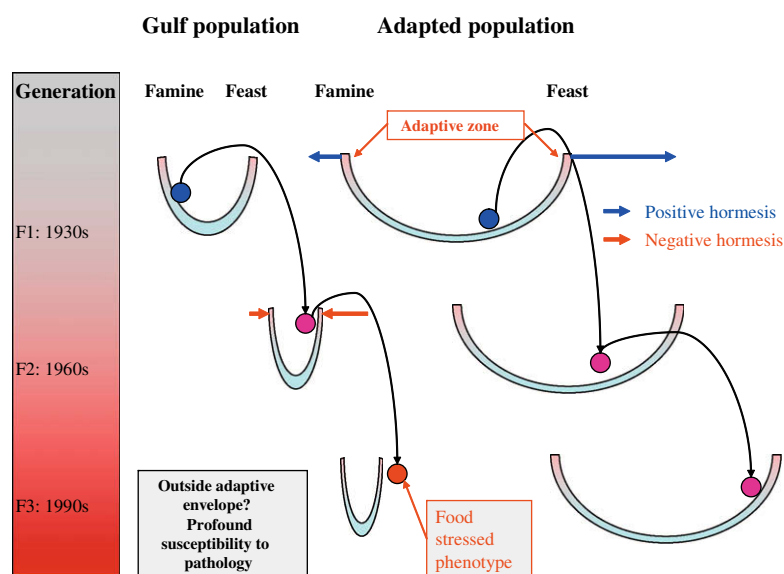 Gulf population
Adapted population
Generation
Famine
Feast
Famine
Feast
Adaptive zone
Positive hormesis
Negative hormesis
F1: 1930s
F2: 1960s
F3: 1990s
Outside adaptive
envelope?
Profound
susceptibility to
pathology
Food
stressed
phenotype